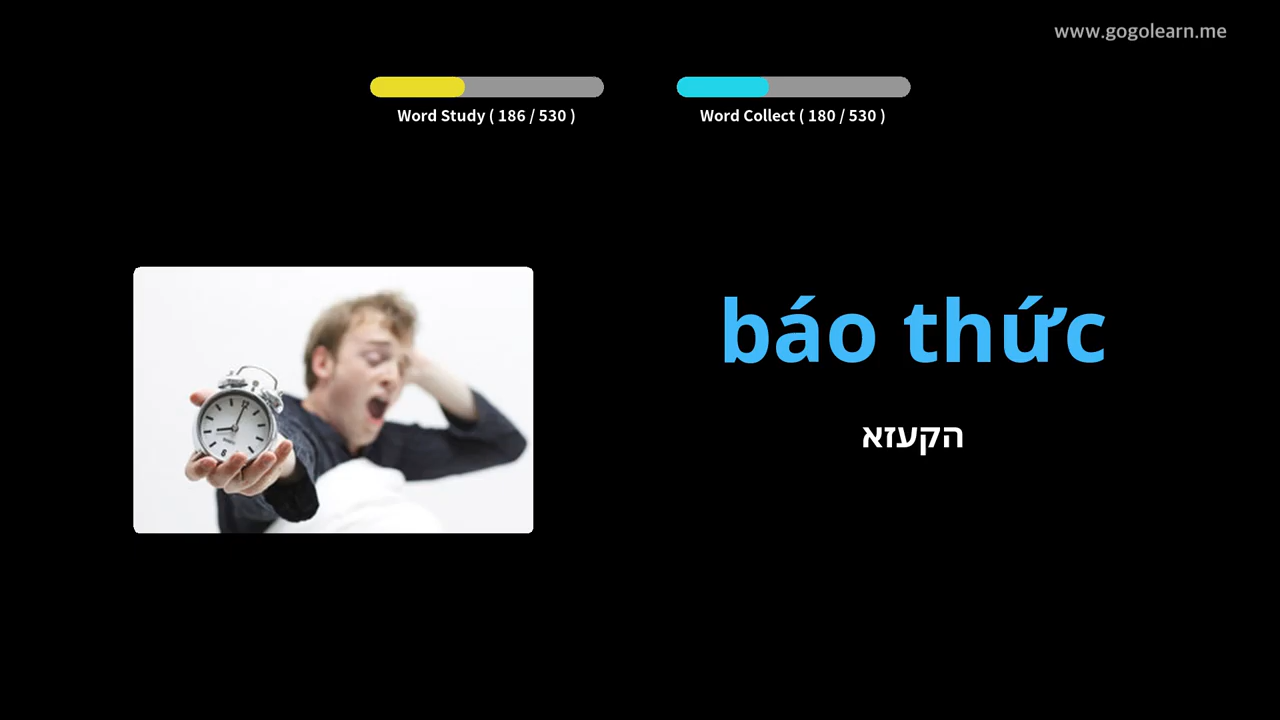 www.gogolearn.me
Word Study ( 186 / 530 )
Word Collect ( 180 / 530 )
báo thức
הקעזא